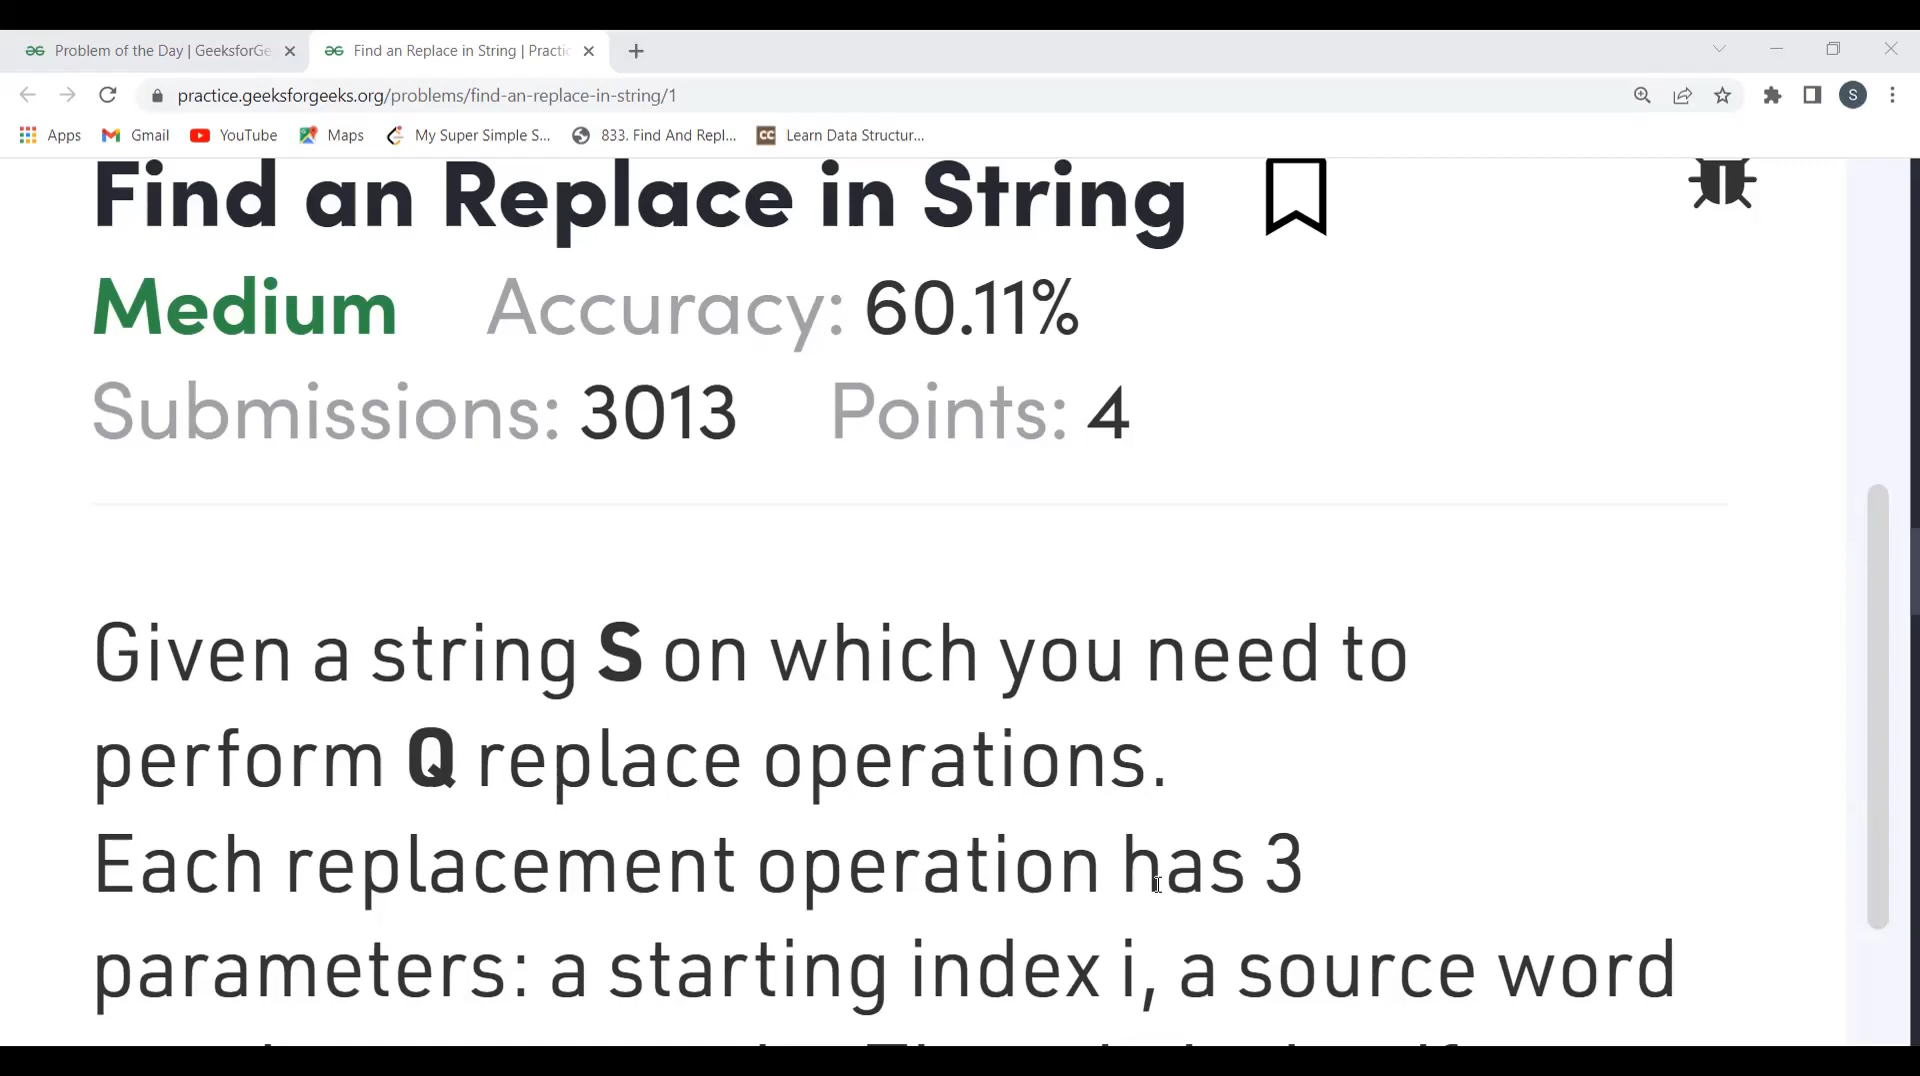 Problem of the Day | GeeksforGe
Find an Replace in String | Practic
practice.geeksforgeeks.org/problems/find-an-replace-in-string/1
S
Apps
Gmail
YouTube
Maps
My Super Simple S...
833. Find And Repl...
CC
Learn Data Structur...
Find an Replace in String
Medium Accuracy: 60.11%
Submissions: 3013 Points: 4
Given a string S on which you need to
perform Q replace operations.
Each replacement operation has 3
parameters: a starting index i, a source word